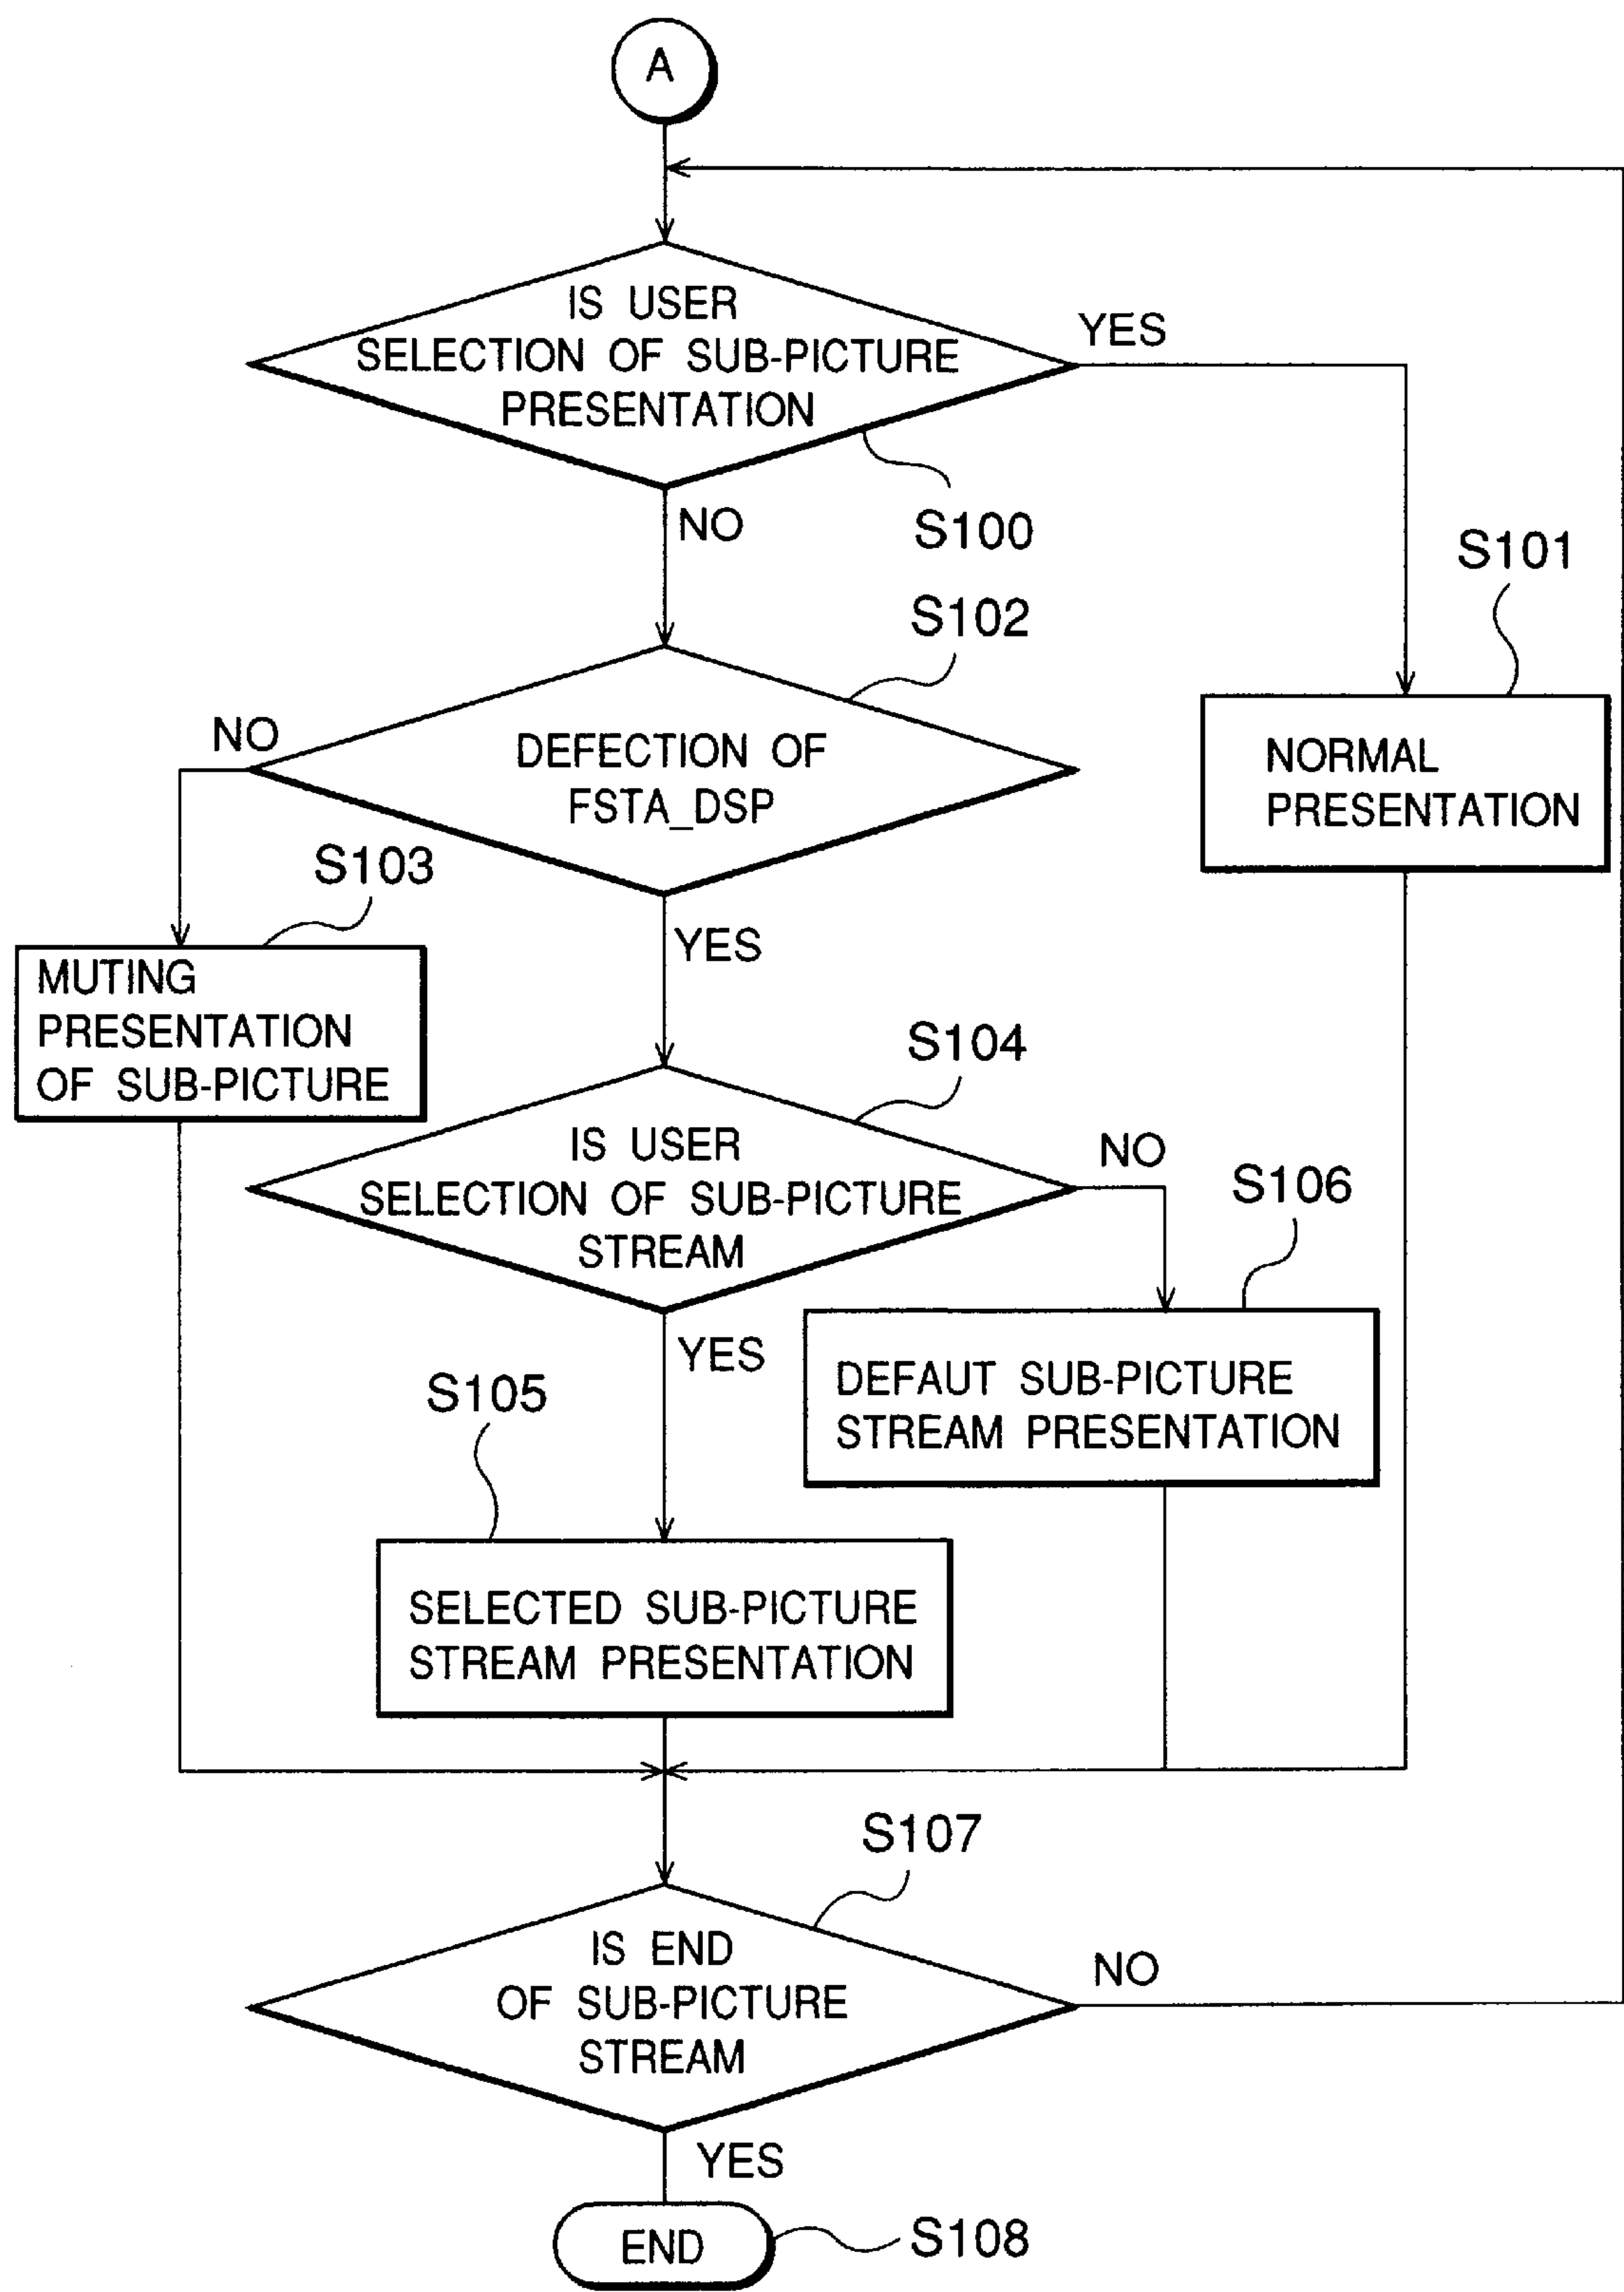 A
IS USER
SELECTION OF SUB-PICTURE
PRESENTATION
YES
NO
S100
S101
S102
NORMAL
PRESENTATION
NO
DEFECTION OF
FSTA_DSP
S103
YES
MUTING
PRESENTATION
OF SUB-PICTURE
S104
IS USER
SELECTION OF SUB-PICTURE
STREAM
NO
S106
YES
DEFAUT SUB-PICTURE
STREAM PRESENTATION
S105
SELECTED SUB-PICTURE
STREAM PRESENTATION
S107
IS END
OF SUB-PICTURE
STREAM
NO
YES
END
S108